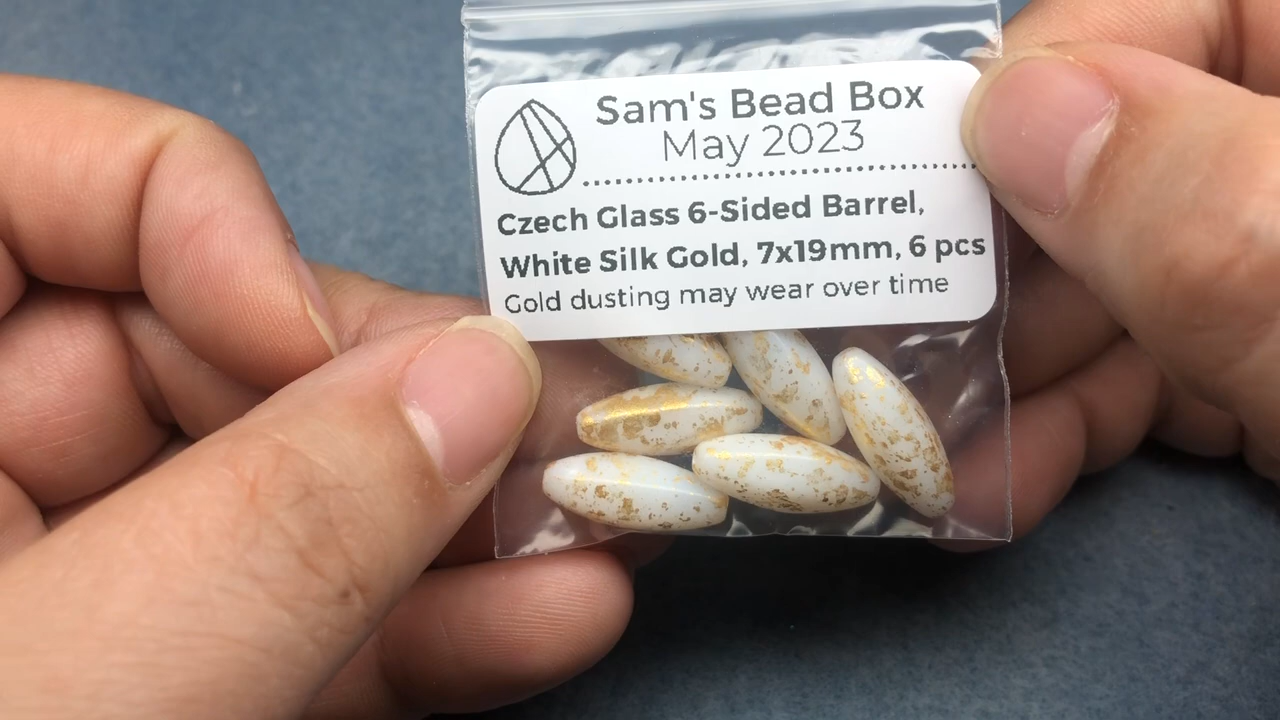 Sam's Bead Box
May 2023
Czech Glass 6-Sided Barrel,
White Silk Gold, 7x19mm, 6 pcs
Gold dusting may wear over time